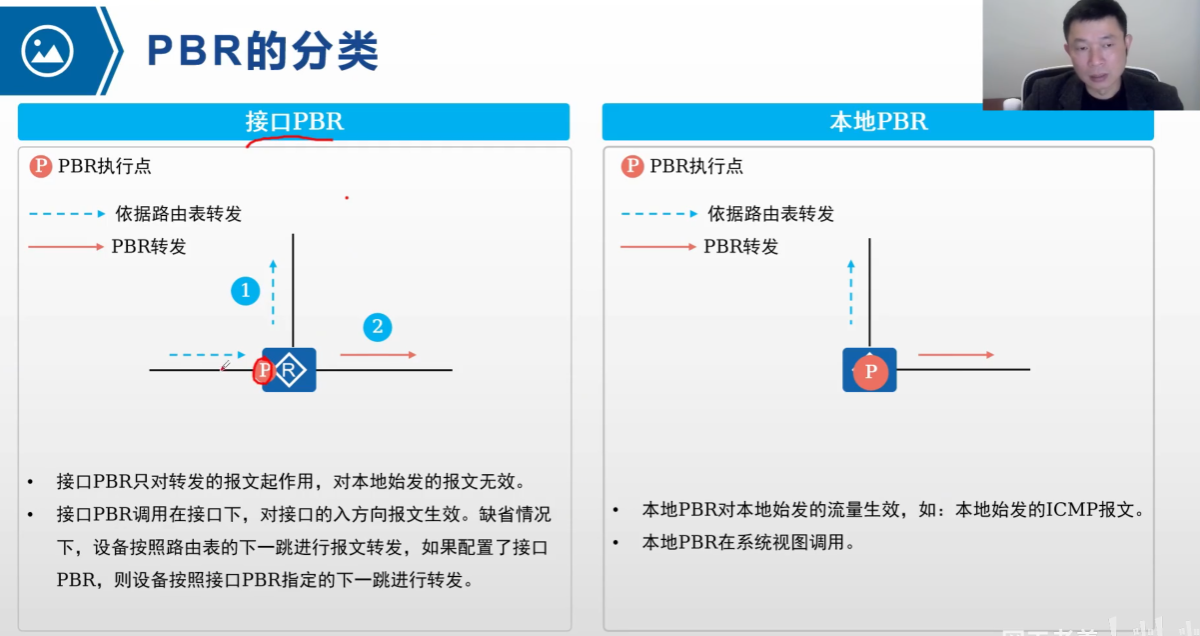 PBR的分类
接口PBR
P PBR执行点
依据路由表转发
PBR转发
1
2
P R
• 接口PBR只对转发的报文起作用，对本地始发的报文无效。
• 接口PBR调用在接口下，对接口的入方向报文生效。缺省情况
下，设备按照路由表的下一跳进行报文转发，如果配置了接口
PBR，则设备按照接口PBR指定的下一跳进行转发。
本地PBR
P PBR执行点
依据路由表转发
PBR转发
P
• 本地PBR对本地始发的流量生效，如：本地始发的ICMP报文。
• 本地PBR在系统视图调用。